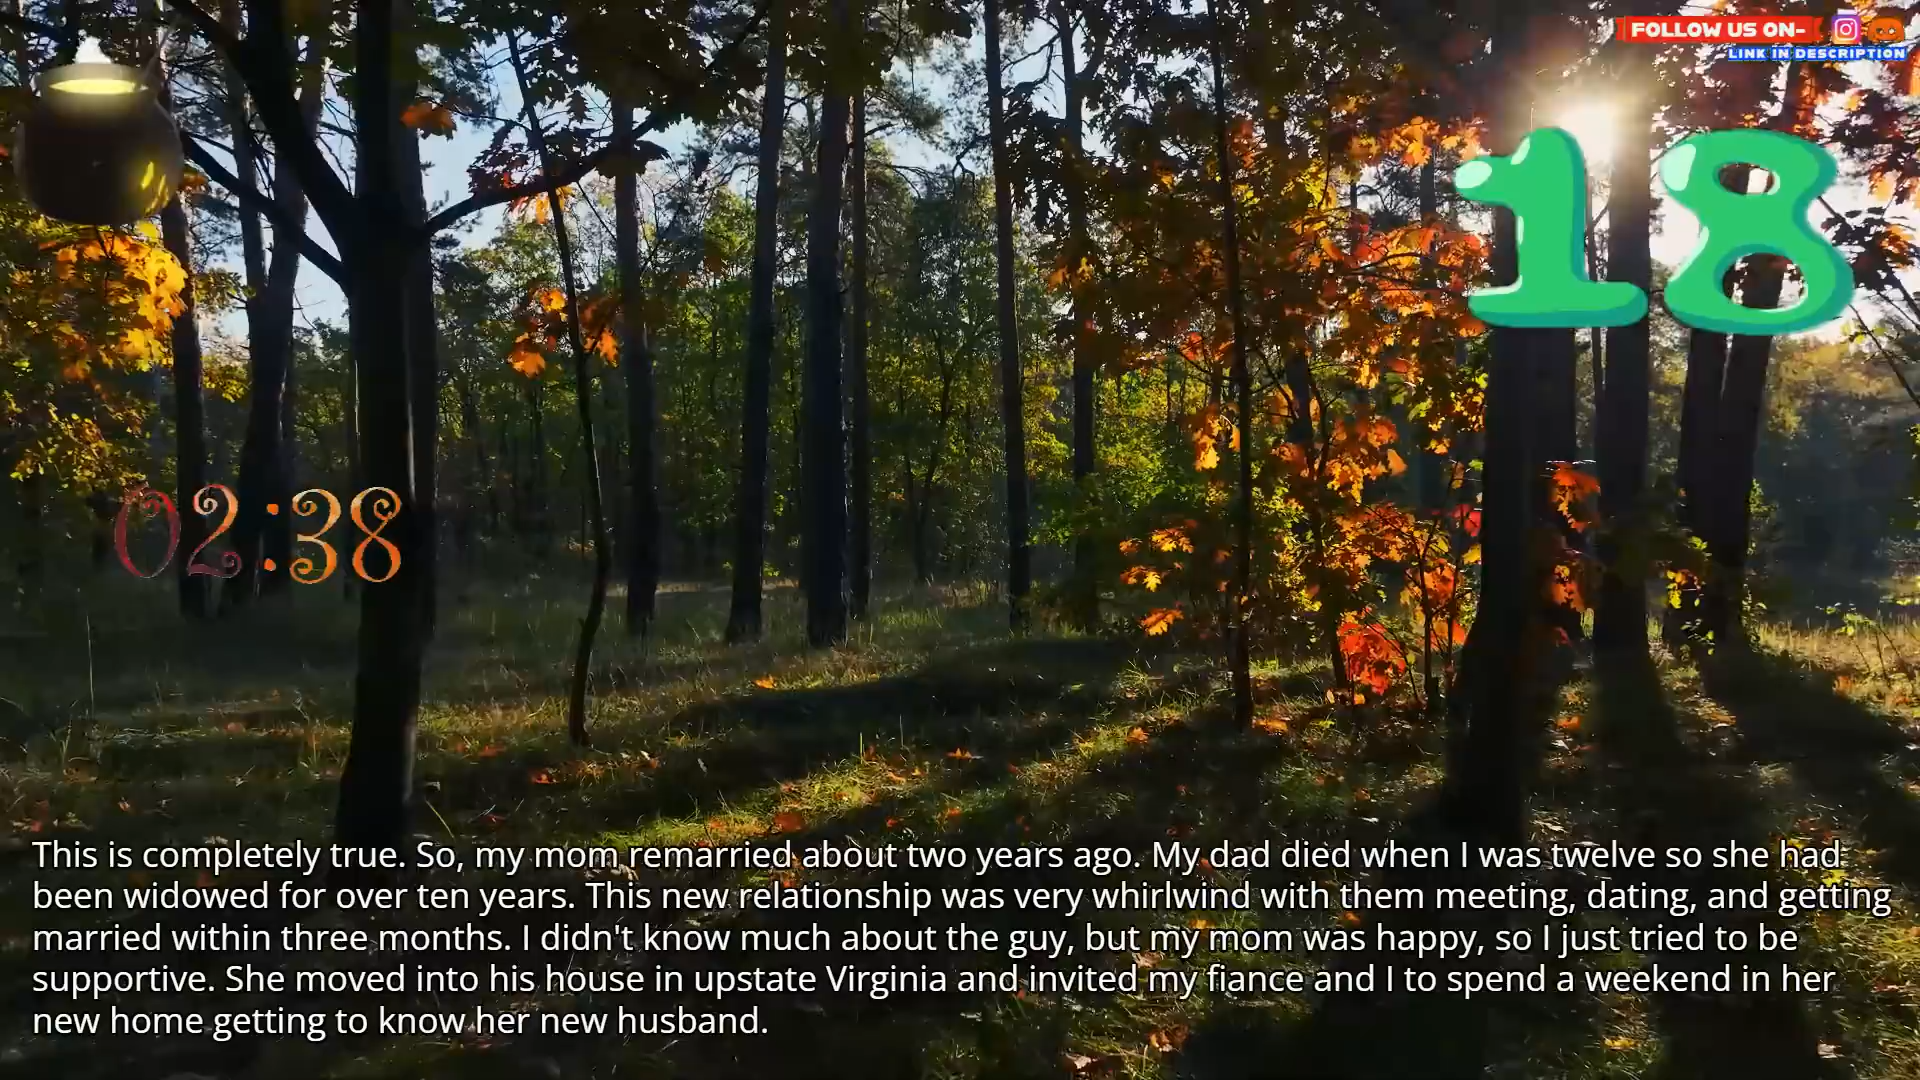 FOLLOW US ON-
LINK IN DESCRIPTION
18
02:38
This is completely true. So, my mom remarried about two years ago. My dad died when I was twelve so she had
been widowed for over ten years. This new relationship was very whirlwind with them meeting, dating, and getting
married within three months. I didn't know much about the guy, but my mom was happy, so I just tried to be
supportive. She moved into his house in upstate Virginia and invited my fiance and I to spend a weekend in her
new home getting to know her new husband.